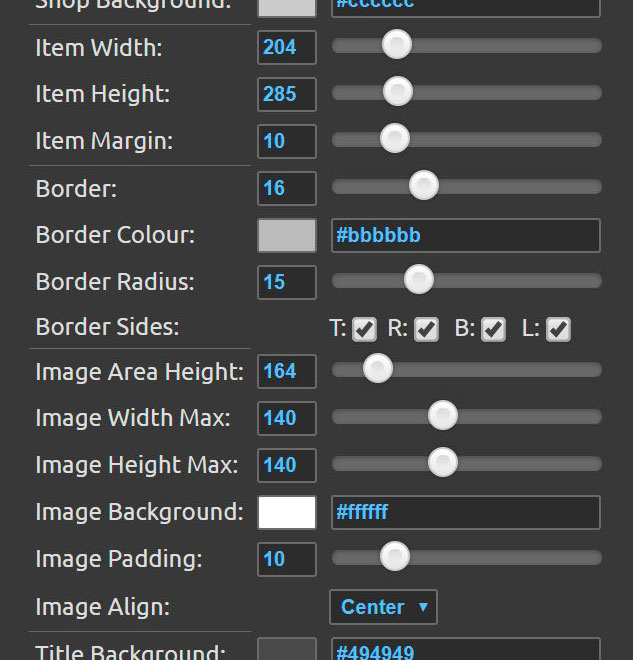 Shop Background: #cccccc
Item Width: 204
Item Height: 285
Item Margin: 10
Border: 16
Border Colour: #bbbbbb
Border Radius: 15
Border Sides: T: R: B: L:
Image Area Height: 164
Image Width Max: 140
Image Height Max: 140
Image Background: #ffffff
Image Padding: 10
Image Align: Center
Title Background: #494949